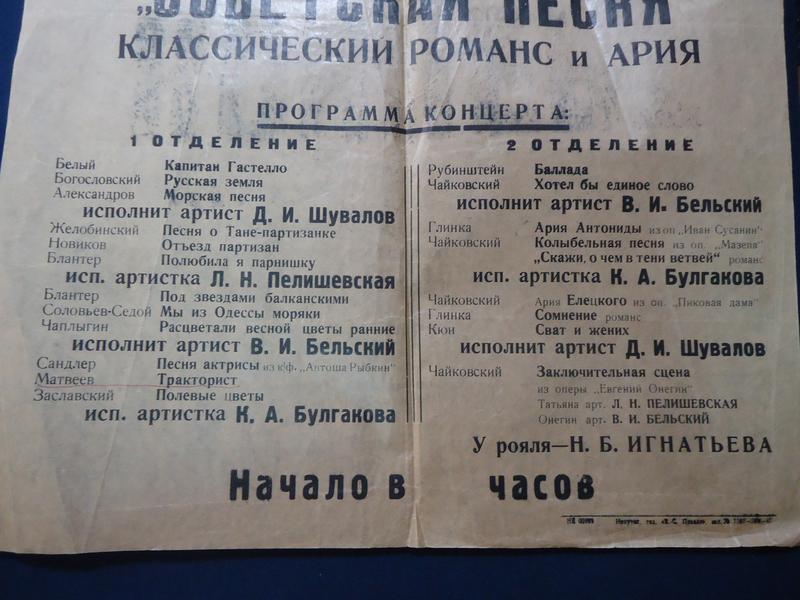 „СОВЕТСКАЯ ПЕСНЯ
КЛАССИЧЕСКИЙ РОМАНС и АРИЯ
ПРОГРАММА КОНЦЕРТА:
1 ОТДЕЛЕНИЕ
Белый Капитан Гастелло
Богословский Русская земля
Александров Морская песня
исполнит артист Д. И. Шувалов
Желобинский Песня о Тане-партизанке
Новиков Отъезд партизан
Блантер Полюбила я парнишку
исп. артистка Л. Н. Пелишевская
Блантер Под звездами балканскими
Соловьев-Седой Мы из Одессы моряки
Чаплыгин Расцветали весной цветы ранние
исполнит артист В. И. Бельский
Сандлер Песня актрисы из к/ф. „Антоша Рыбкин"
Матвеев Тракторист
Заславский Полевые цветы
исп. артистка К. А. Булгакова
2 ОТДЕЛЕНИЕ
Рубинштейн Баллада
Чайковский Хотел бы единое слово
исполнит артист В. И. Бельский
Глинка Ария Антониды из оп „Иван Сусанин"
Чайковский Колыбельная песня из оп. „Мазепа"
„Скажи, о чем в тени ветвей" романс
исп. артистка К. А. Булгакова
Чайковский Ария Елецкого из оп. „Пиковая дама"
Глинка Сомнение романс
Кюи Сват и жених
исполнит артист Д. И. Шувалов
Чайковский Заключительная сцена
из оперы „Евгений Онегин"
Татьяна арт. Л. Н. ПЕЛИШЕВСКАЯ
Онегин арт. В. И. БЕЛЬСКИЙ
У рояля—Н. Б. ИГНАТЬЕВА
Начало в часов